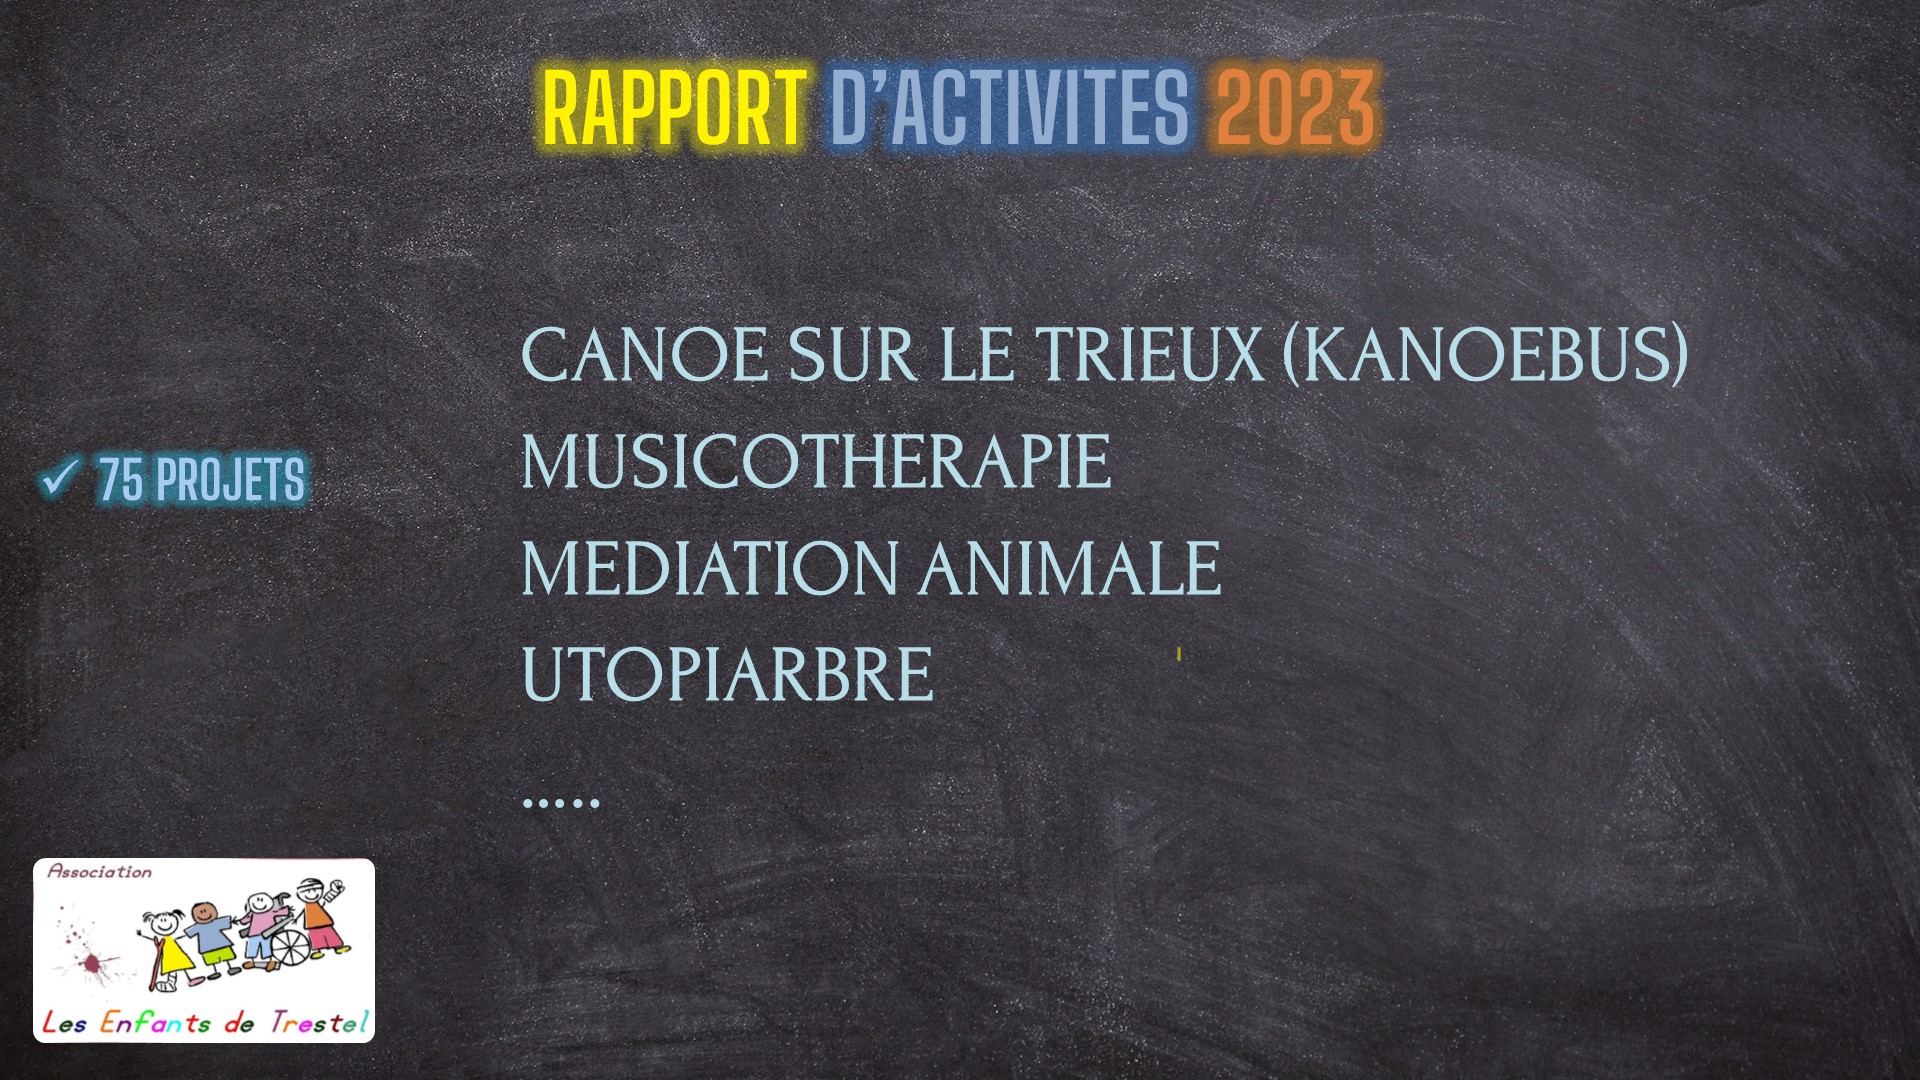 RAPPORT D’ACTIVITES 2023
✓ 75 PROJETS
CANOE SUR LE TRIEUX (KANOEBUS)
MUSICOTHERAPIE
MEDIATION ANIMALE
UTOPIARBRE
…..
Association
Les Enfants de Trestel